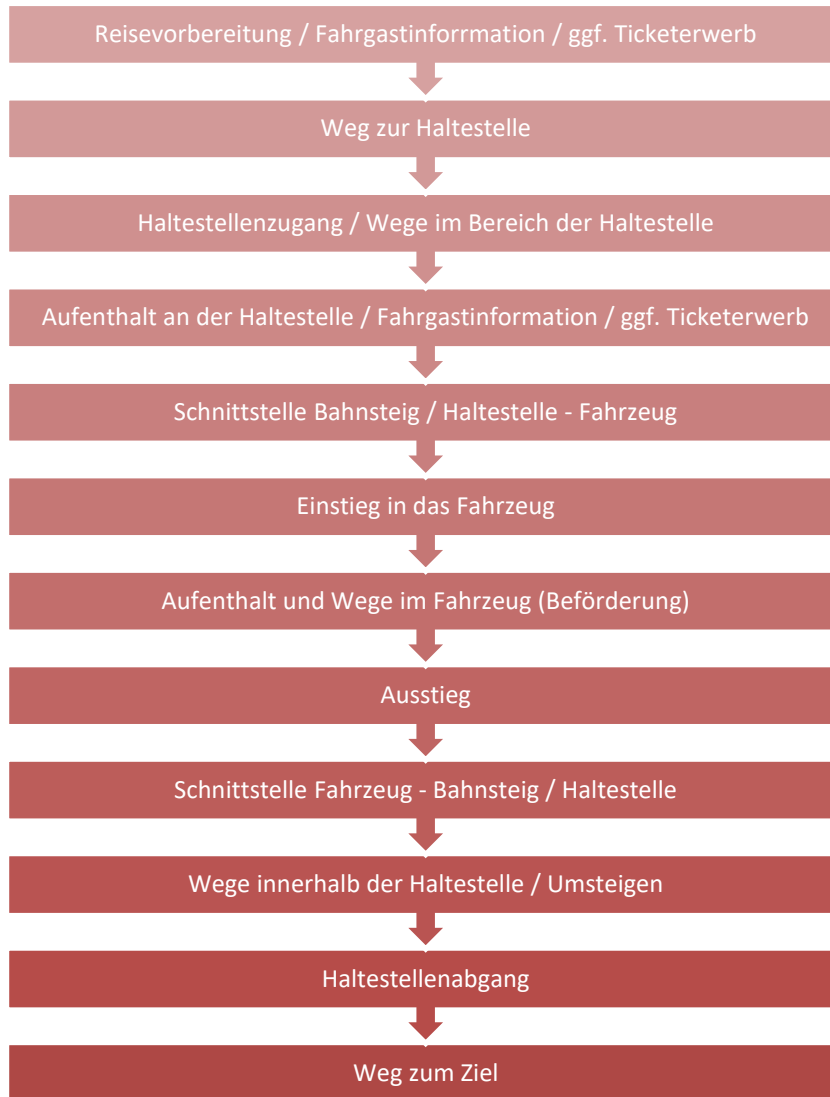 Reisevorbereitung / Fahrgastinforrmation / ggf. Ticketerwerb
Weg zur Haltestelle
Haltestellenzugang / Wege im Bereich der Haltestelle
Aufenthalt an der Haltestelle / Fahrgastinformation / ggf. Ticketerwerb
Schnittstelle Bahnsteig / Haltestelle - Fahrzeug
Einstieg in das Fahrzeug
Aufenthalt und Wege im Fahrzeug (Beförderung)
Ausstieg
Schnittstelle Fahrzeug - Bahnsteig / Haltestelle
Wege innerhalb der Haltestelle / Umsteigen
Haltestellenabgang
Weg zum Ziel